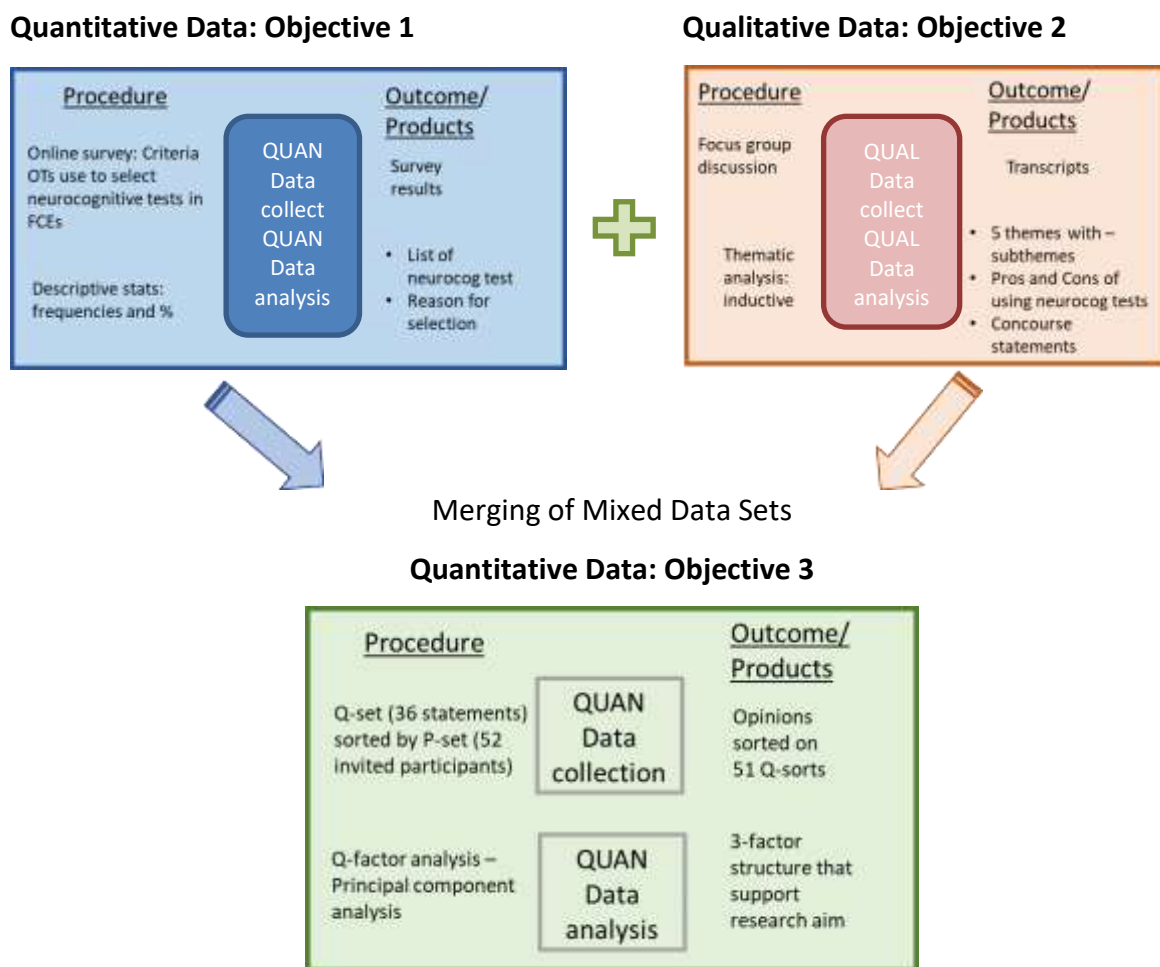 Quantitative Data: Objective 1
Procedure
Online survey: Criteria
OTs use to select
neurocognitive tests in
FCEs
Descriptive stats:
frequencies and %
QUAN
Data
collect
QUAN
Data
analysis
Outcome/
Products
Survey
results
• List of
neurocog test
• Reason for
selection
Qualitative Data: Objective 2
Procedure
Focus group
discussion
Thematic
analysis:
inductive
QUAL
Data
collect
QUAL
Data
analysis
Outcome/
Products
Transcripts
• 5 themes with –
subthemes
• Pros and Cons of
using neurocog tests
• Concourse
statements
Merging of Mixed Data Sets
Quantitative Data: Objective 3
Procedure
Q-set (36 statements)
sorted by P-set (52
invited participants)
QUAN
Data
collection
Outcome/
Products
Opinions
sorted on
51 Q-sorts
Q-factor analysis –
Principal component
analysis
QUAN
Data
analysis
3-factor
structure that
support
research aim